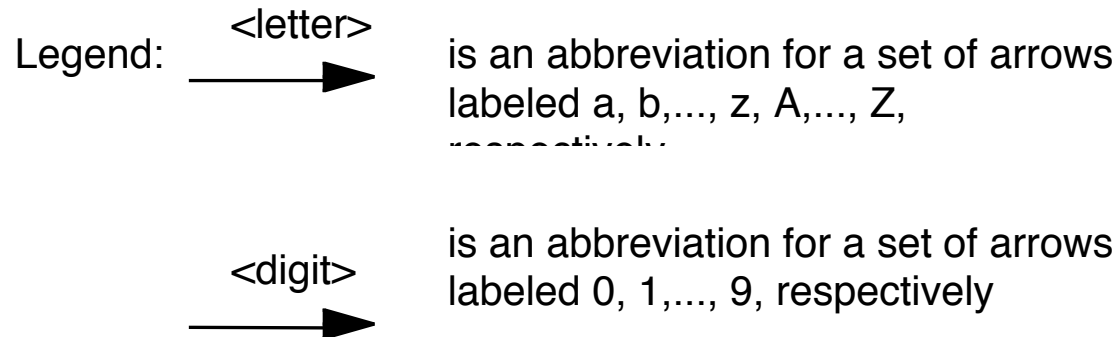 <letter>
Legend:
is an abbreviation for a set of arrows
labeled a, b,..., z, A,..., Z,
respectively
<digit>
is an abbreviation for a set of arrows
labeled 0, 1,..., 9, respectively